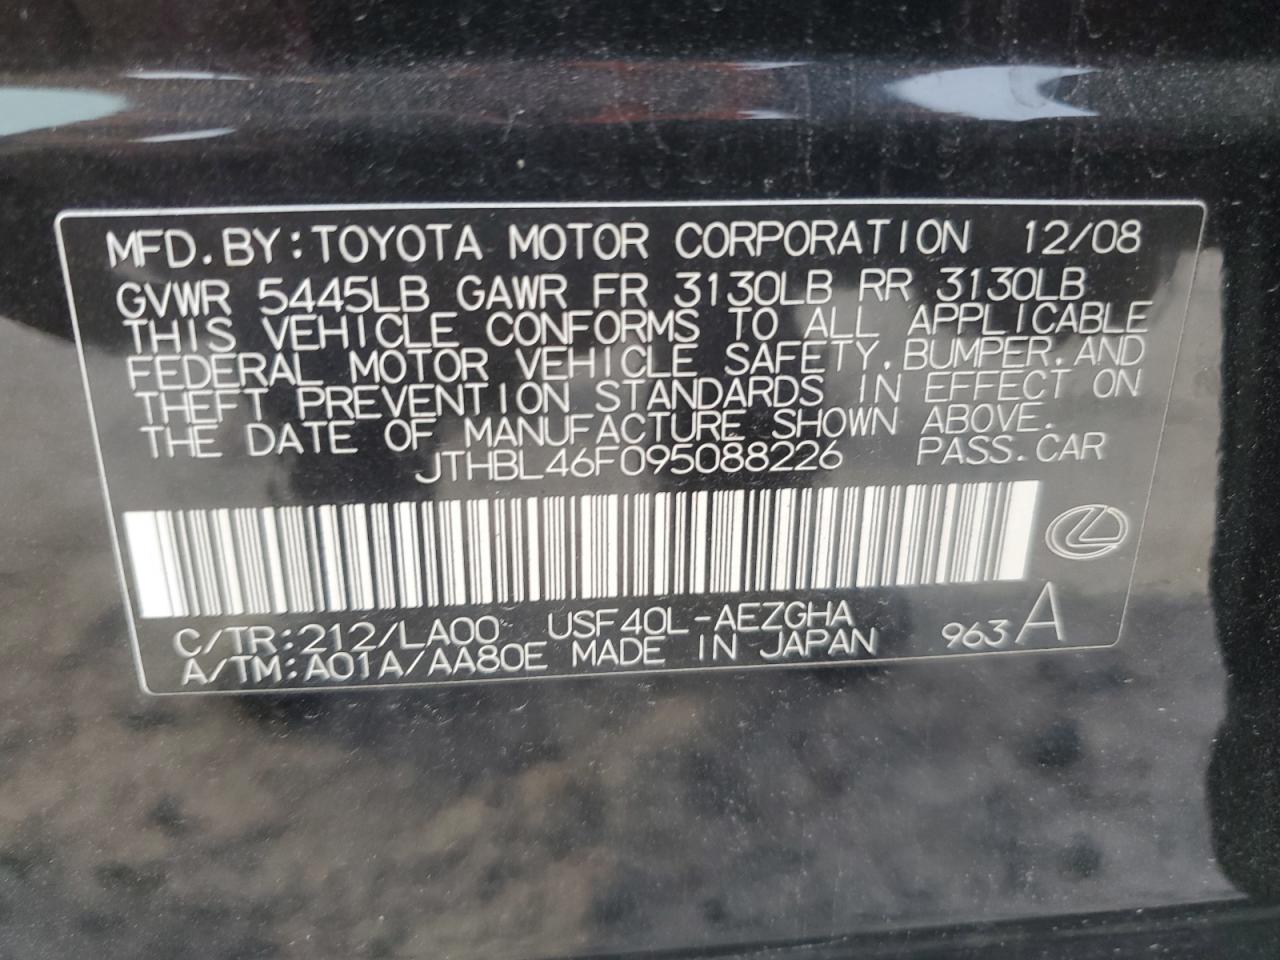 MFD. BY: TOYOTA MOTOR CORPORATION 12/08
GVWR 5445LB GAWR FR 3130LB RR 3130LB
THIS VEHICLE CONFORMS TO ALL APPLICABLE
FEDERAL MOTOR VEHICLE SAFETY, BUMPER, AND
THEFT PREVENTION STANDARDS IN EFFECT ON
THE DATE OF MANUFACTURE SHOWN ABOVE.
JTHBL46F095088226 PASS. CAR
C/TR: 212/LA00 USF40L-AEZGHA
A/TM: A01A/AA80E MADE IN JAPAN 963 A